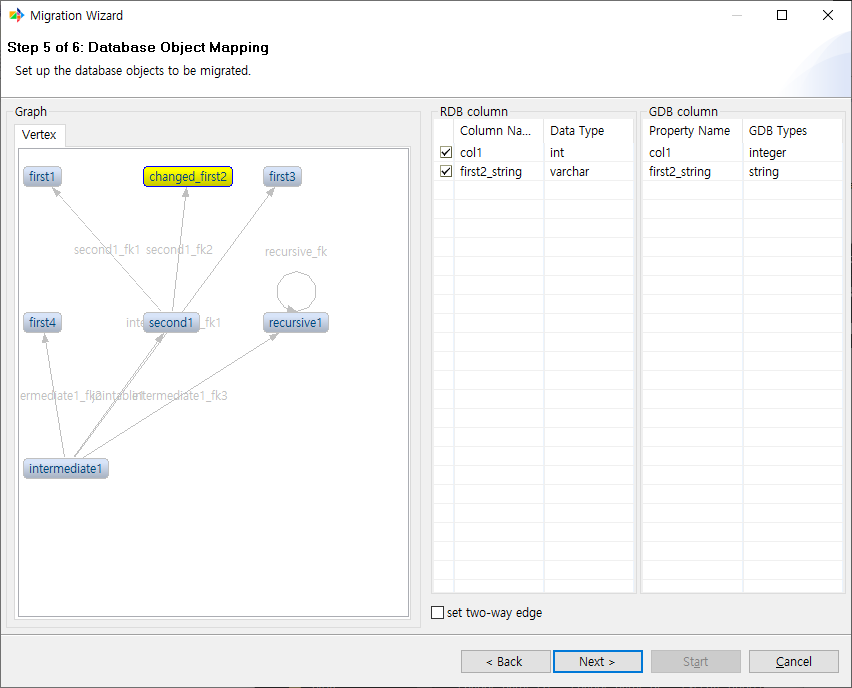 Migration Wizard
Step 5 of 6: Database Object Mapping
Set up the database objects to be migrated.
Graph
Vertex
first1
changed_first2
first3
second1_fk1
second1_fk2
recursive_fk
first4
second1
_fk1
recursive1
intermediate1_fk3
intermediate1
RDB column
Column Na...
Data Type
col1
int
first2_string
varchar
GDB column
Property Name
GDB Types
col1
integer
first2_string
string
set two-way edge
< Back
Next >
Start
Cancel